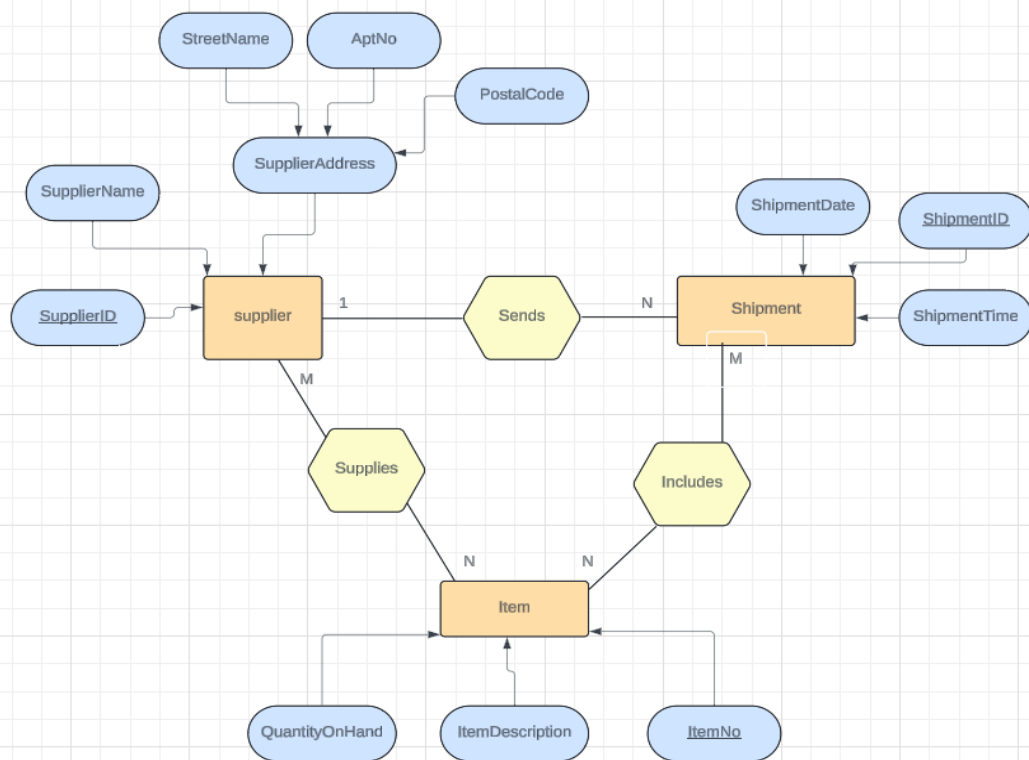 StreetName
AptNo
PostalCode
SupplierAddress
SupplierName
ShipmentDate
ShipmentID
SupplierID
supplier
1
Sends
N
Shipment
ShipmentTime
M
M
Supplies
Includes
N
N
Item
QuantityOnHand
ItemDescription
ItemNo